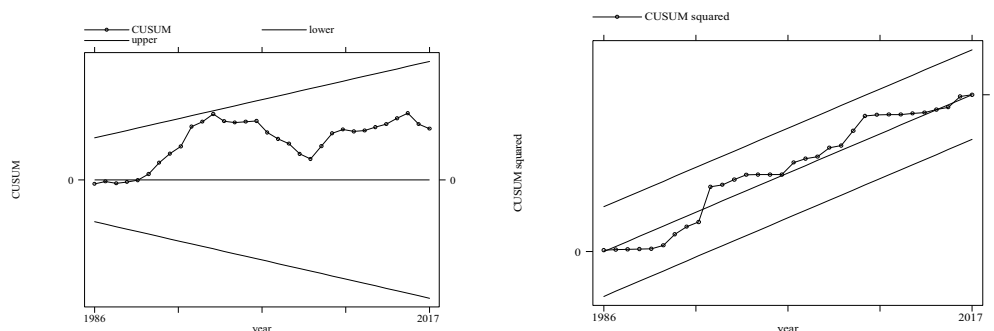 CUSUM lower
upper
CUSUM
0 0
1986 2017
year
CUSUM squared
CUSUM squared
0
1986 2017
year